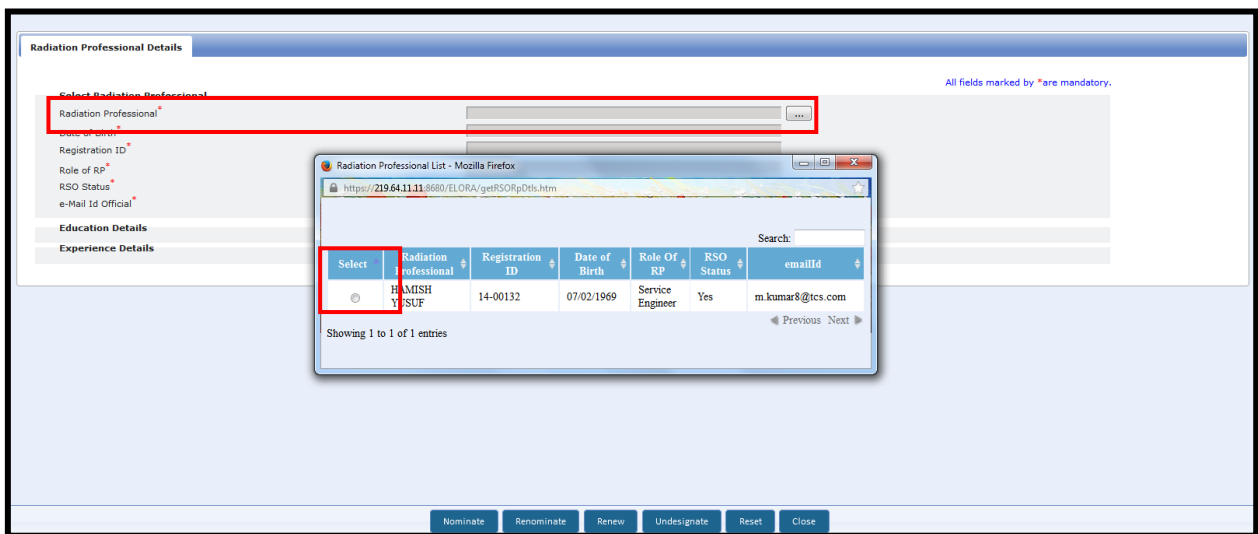 Radiation Professional Details
All fields marked by *are mandatory.
Select Radiation Professional
Radiation Professional*
...
Date of Birth*
Registration ID*
Role of RP*
RSO Status*
e-Mail Id Official*
Education Details
Experience Details
Radiation Professional List - Mozilla Firefox
https://219.64.11.11:8680/ELORA/getRSORpDtls.htm
Search:
Select Radiation Professional Registration ID Date of Birth Role Of RP RSO Status emailId
HAMISH YUSUF 14-00132 07/02/1969 Service Engineer Yes m.kumar8@tcs.com
Previous Next
Showing 1 to 1 of 1 entries
Nominate Renominate Renew Undesignate Reset Close